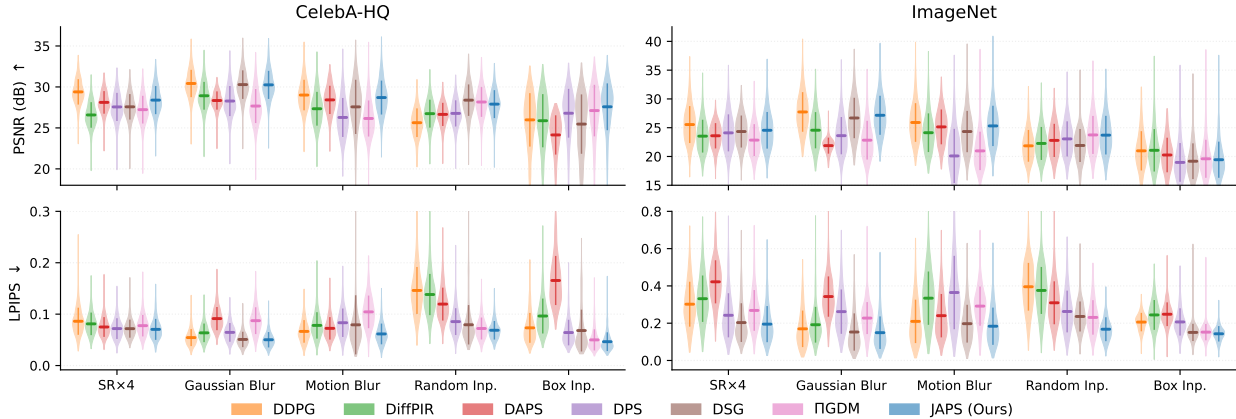 CelebA-HQ
ImageNet
PSNR (dB) ↑
35
30
25
20
40
35
30
25
20
15
LPIPS ↓
0.3
0.2
0.1
0.0
0.8
0.6
0.4
0.2
0.0
SR×4 Gaussian Blur Motion Blur Random Inp. Box Inp.
SR×4 Gaussian Blur Motion Blur Random Inp. Box Inp.
DDPG DiffPIR DAPS DPS DSG ΠGDM JAPS (Ours)